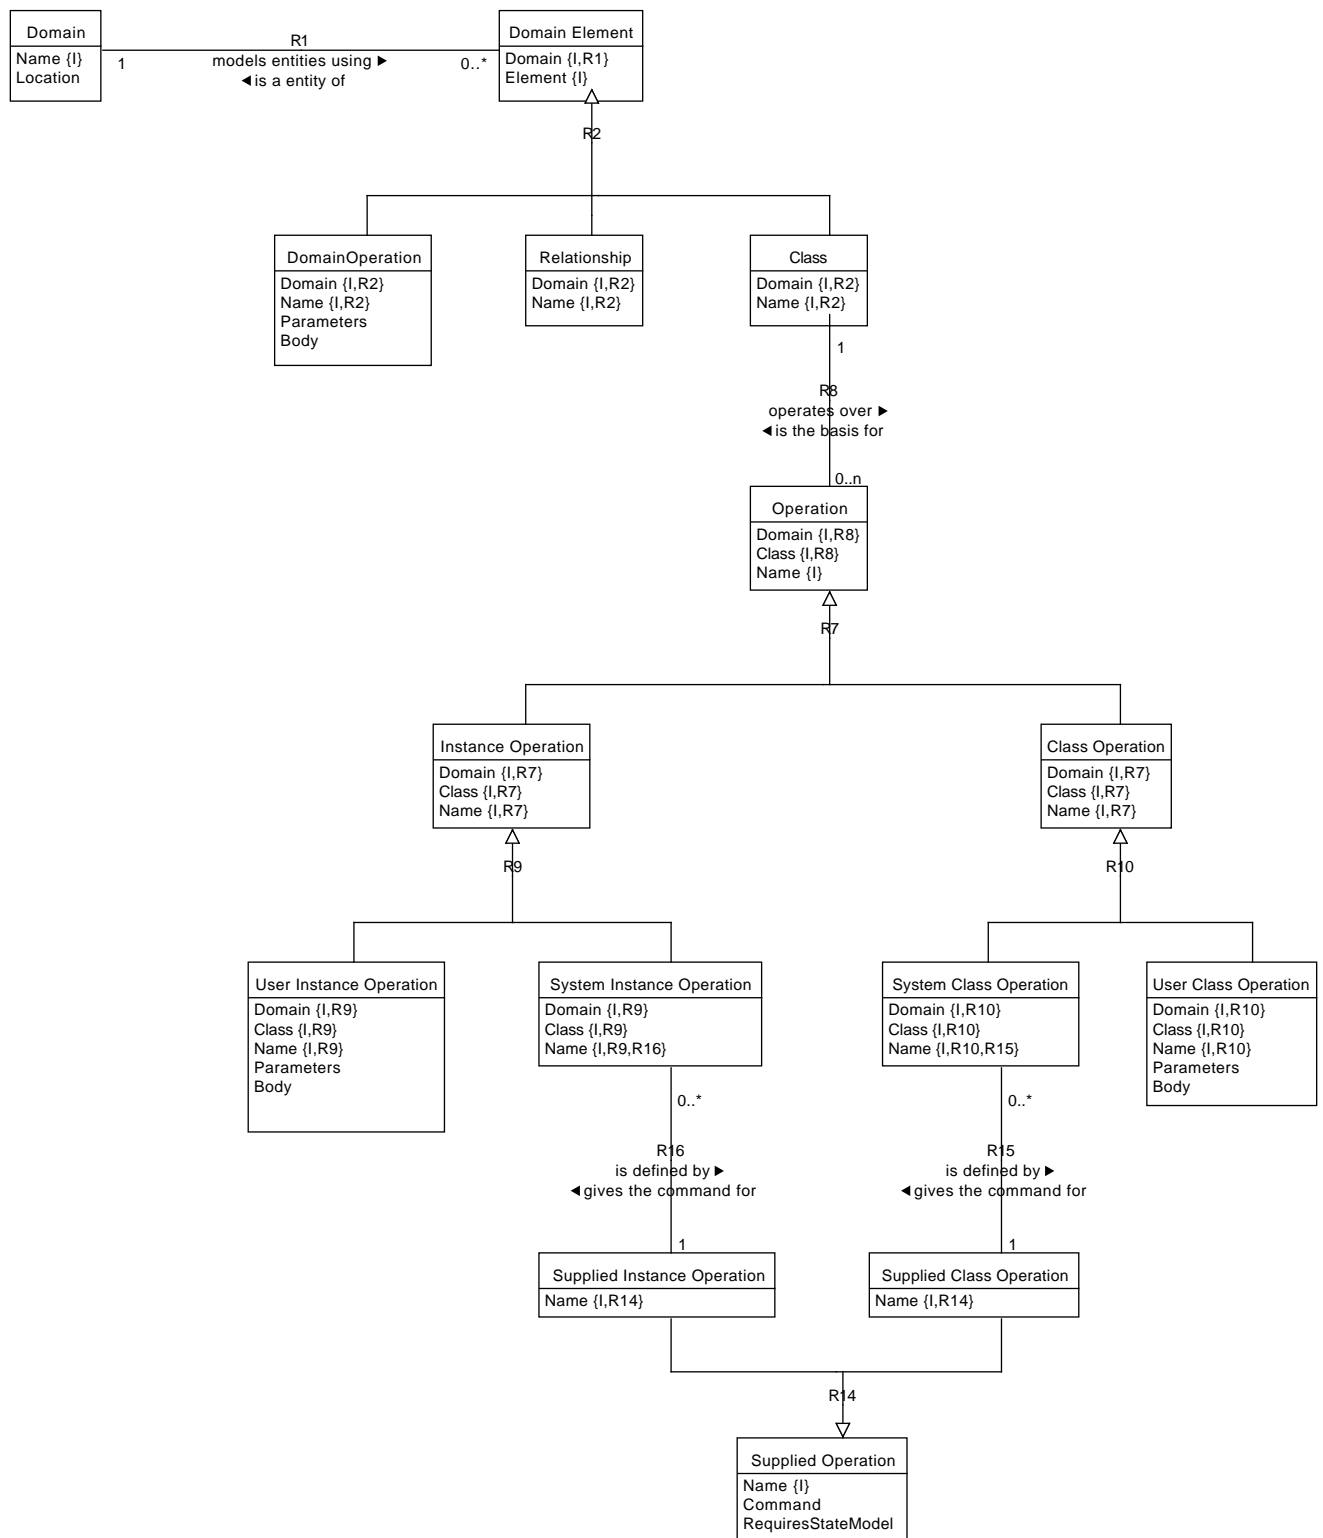 Domain
Name {I}
Location
R1
models entities using ►
◄ is a entity of
1
0..*
Domain Element
Domain {I,R1}
Element {I}
R2
DomainOperation
Domain {I,R2}
Name {I,R2}
Parameters
Body
Relationship
Domain {I,R2}
Name {I,R2}
Class
Domain {I,R2}
Name {I,R2}
1
R8
operates over ►
◄ is the basis for
0..n
Operation
Domain {I,R8}
Class {I,R8}
Name {I}
R7
Instance Operation
Domain {I,R7}
Class {I,R7}
Name {I,R7}
Class Operation
Domain {I,R7}
Class {I,R7}
Name {I,R7}
R9
R10
User Instance Operation
Domain {I,R9}
Class {I,R9}
Name {I,R9}
Parameters
Body
System Instance Operation
Domain {I,R9}
Class {I,R9}
Name {I,R9,R16}
System Class Operation
Domain {I,R10}
Class {I,R10}
Name {I,R10,R15}
User Class Operation
Domain {I,R10}
Class {I,R10}
Name {I,R10}
Parameters
Body
0..*
R16
is defined by ►
◄ gives the command for
1
0..*
R15
is defined by ►
◄ gives the command for
1
Supplied Instance Operation
Name {I,R14}
Supplied Class Operation
Name {I,R14}
R14
Supplied Operation
Name {I}
Command
RequiresStateModel